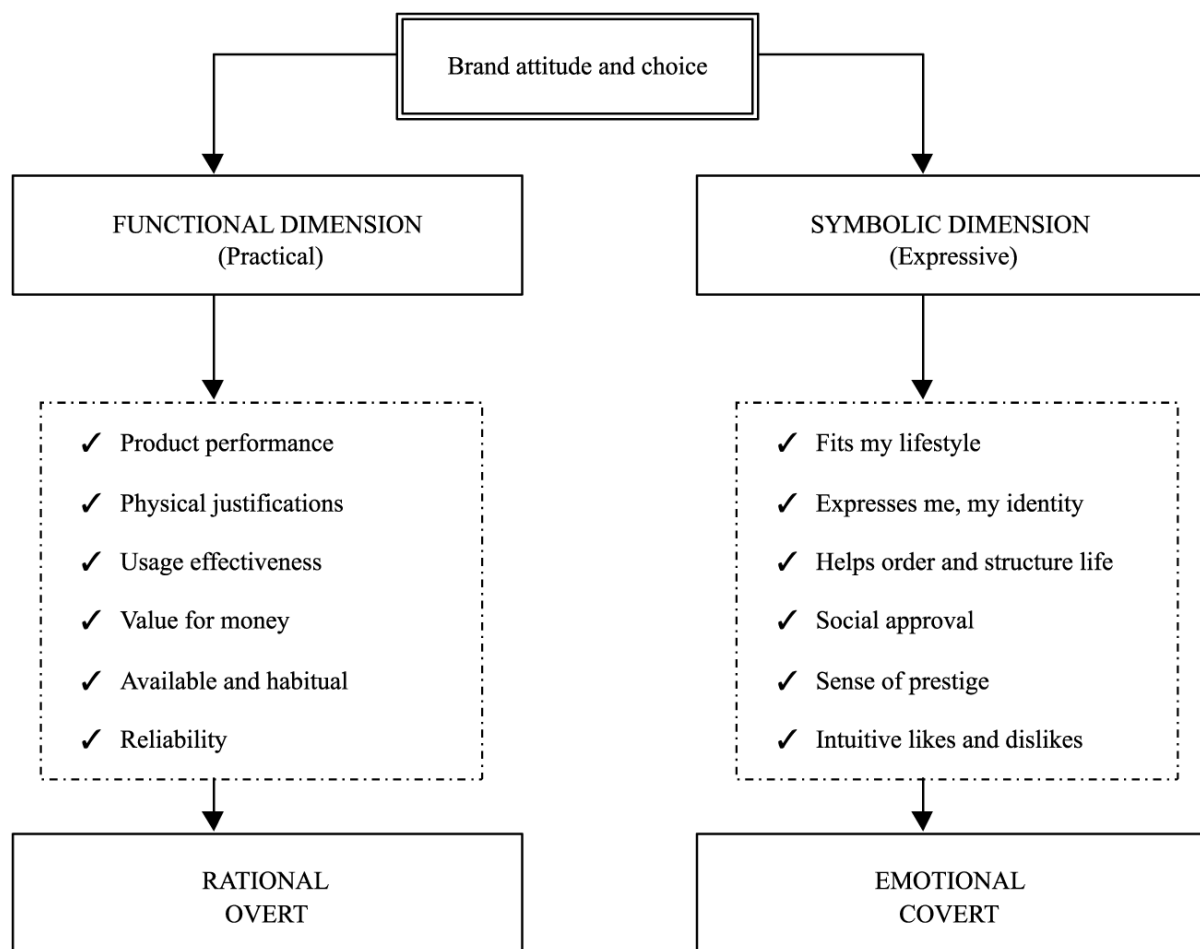 Brand attitude and choice
FUNCTIONAL DIMENSION
(Practical)
SYMBOLIC DIMENSION
(Expressive)
✓ Product performance
✓ Physical justifications
✓ Usage effectiveness
✓ Value for money
✓ Available and habitual
✓ Reliability
✓ Fits my lifestyle
✓ Expresses me, my identity
✓ Helps order and structure life
✓ Social approval
✓ Sense of prestige
✓ Intuitive likes and dislikes
RATIONAL
OVERT
EMOTIONAL
COVERT